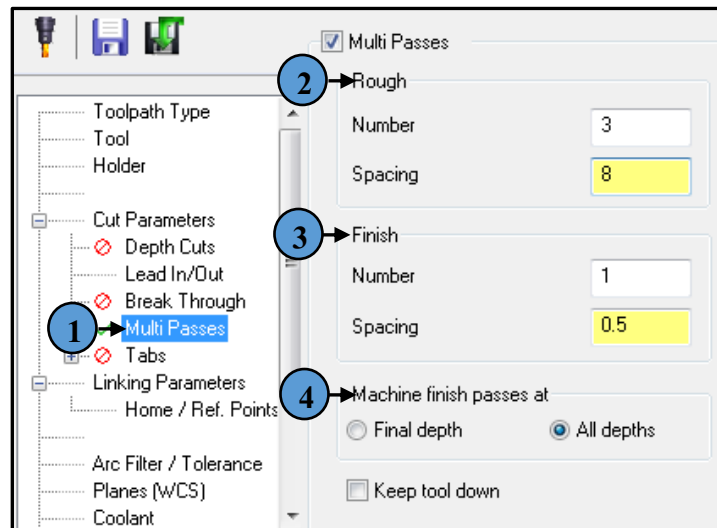 Toolpath Type
Tool
Holder
Cut Parameters
Depth Cuts
Lead In/Out
Break Through
1 Multi Passes
Tabs
Linking Parameters
Home / Ref. Points
Arc Filter / Tolerance
Planes (WCS)
Coolant
Multi Passes
2 Rough
Number 3
Spacing 8
3 Finish
Number 1
Spacing 0.5
4 Machine finish passes at
Final depth All depths
Keep tool down